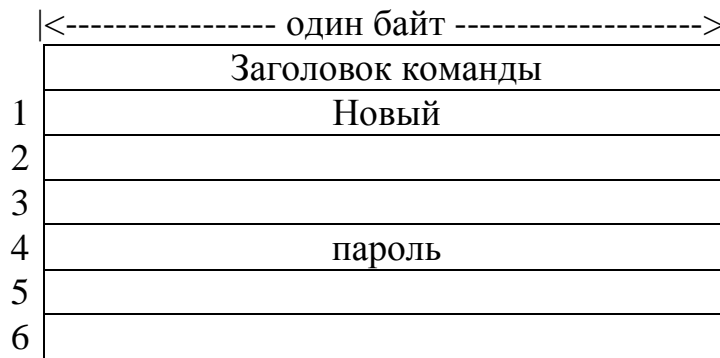 |<----------------- один байт -------------------->
Заголовок команды
1 Новый
2
3
4 пароль
5
6